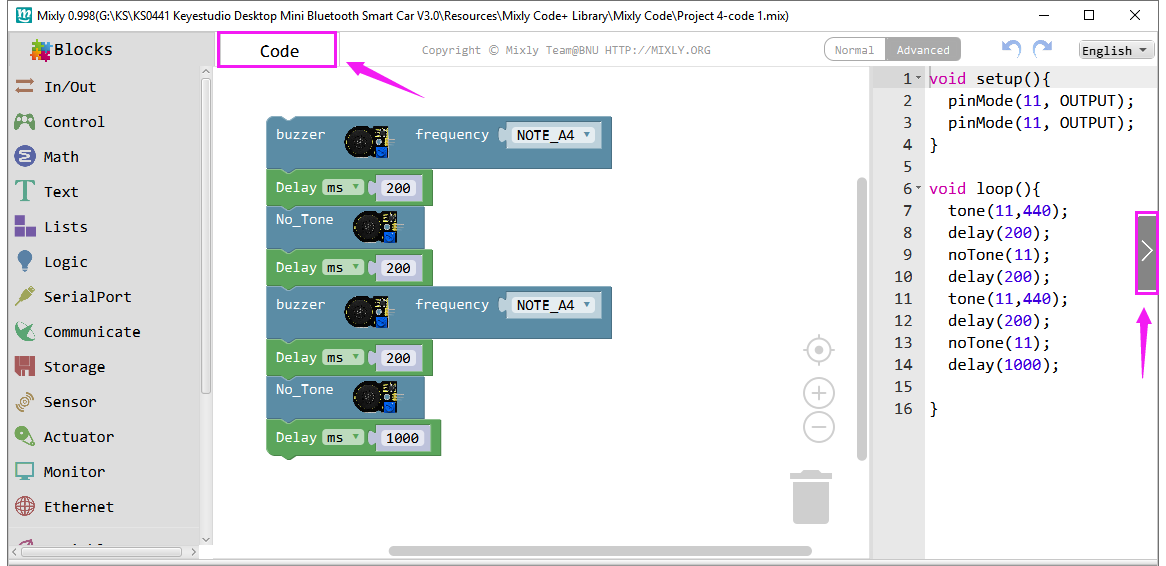 Mixly 0.998(G:\KS\KS0441 Keyestudio Desktop Mini Bluetooth Smart Car V3.0\Resources\Mixly Code+ Library\Mixly Code\Project 4-code 1.mix)
Blocks
Code
Copyright © Mixly Team@BNU HTTP://MIXLY.ORG
Normal
Advanced
English
In/Out
Control
Math
Text
Lists
Logic
SerialPort
Communicate
Storage
Sensor
Actuator
Monitor
Ethernet
buzzer frequency NOTE_A4
Delay ms 200
No_Tone
Delay ms 200
buzzer frequency NOTE_A4
Delay ms 200
No_Tone
Delay ms 1000
1 void setup(){
2 pinMode(11, OUTPUT);
3 pinMode(11, OUTPUT);
4 }
5
6 void loop(){
7 tone(11,440);
8 delay(200);
9 noTone(11);
10 delay(200);
11 tone(11,440);
12 delay(200);
13 noTone(11);
14 delay(1000);
15
16 }